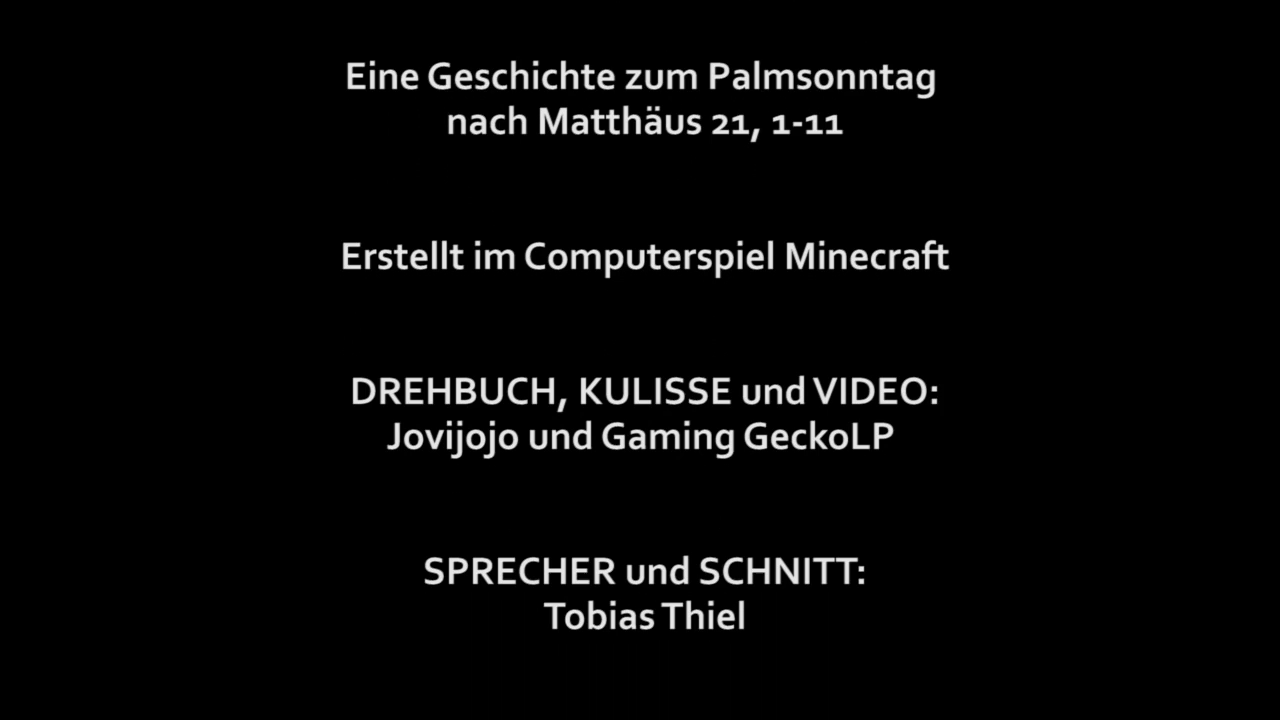 Eine Geschichte zum Palmsonntag
nach Matthäus 21, 1-11
Erstellt im Computerspiel Minecraft
DREHBUCH, KULISSE und VIDEO:
Jovijojo und Gaming GeckoLP
SPRECHER und SCHNITT:
Tobias Thiel